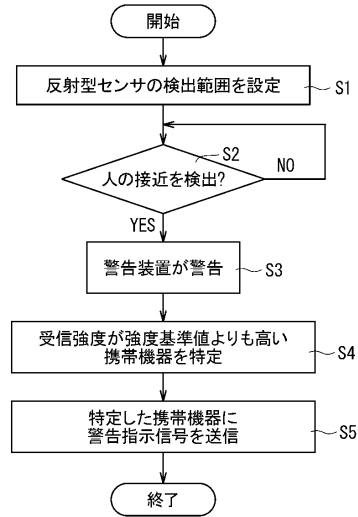 開始
反射型センサの検出範囲を設定
S1
人の接近を検出?
S2
NO
YES
警告装置が警告
S3
受信強度が強度基準値よりも高い
携帯機器を特定
S4
特定した携帯機器に
警告指示信号を送信
S5
終了